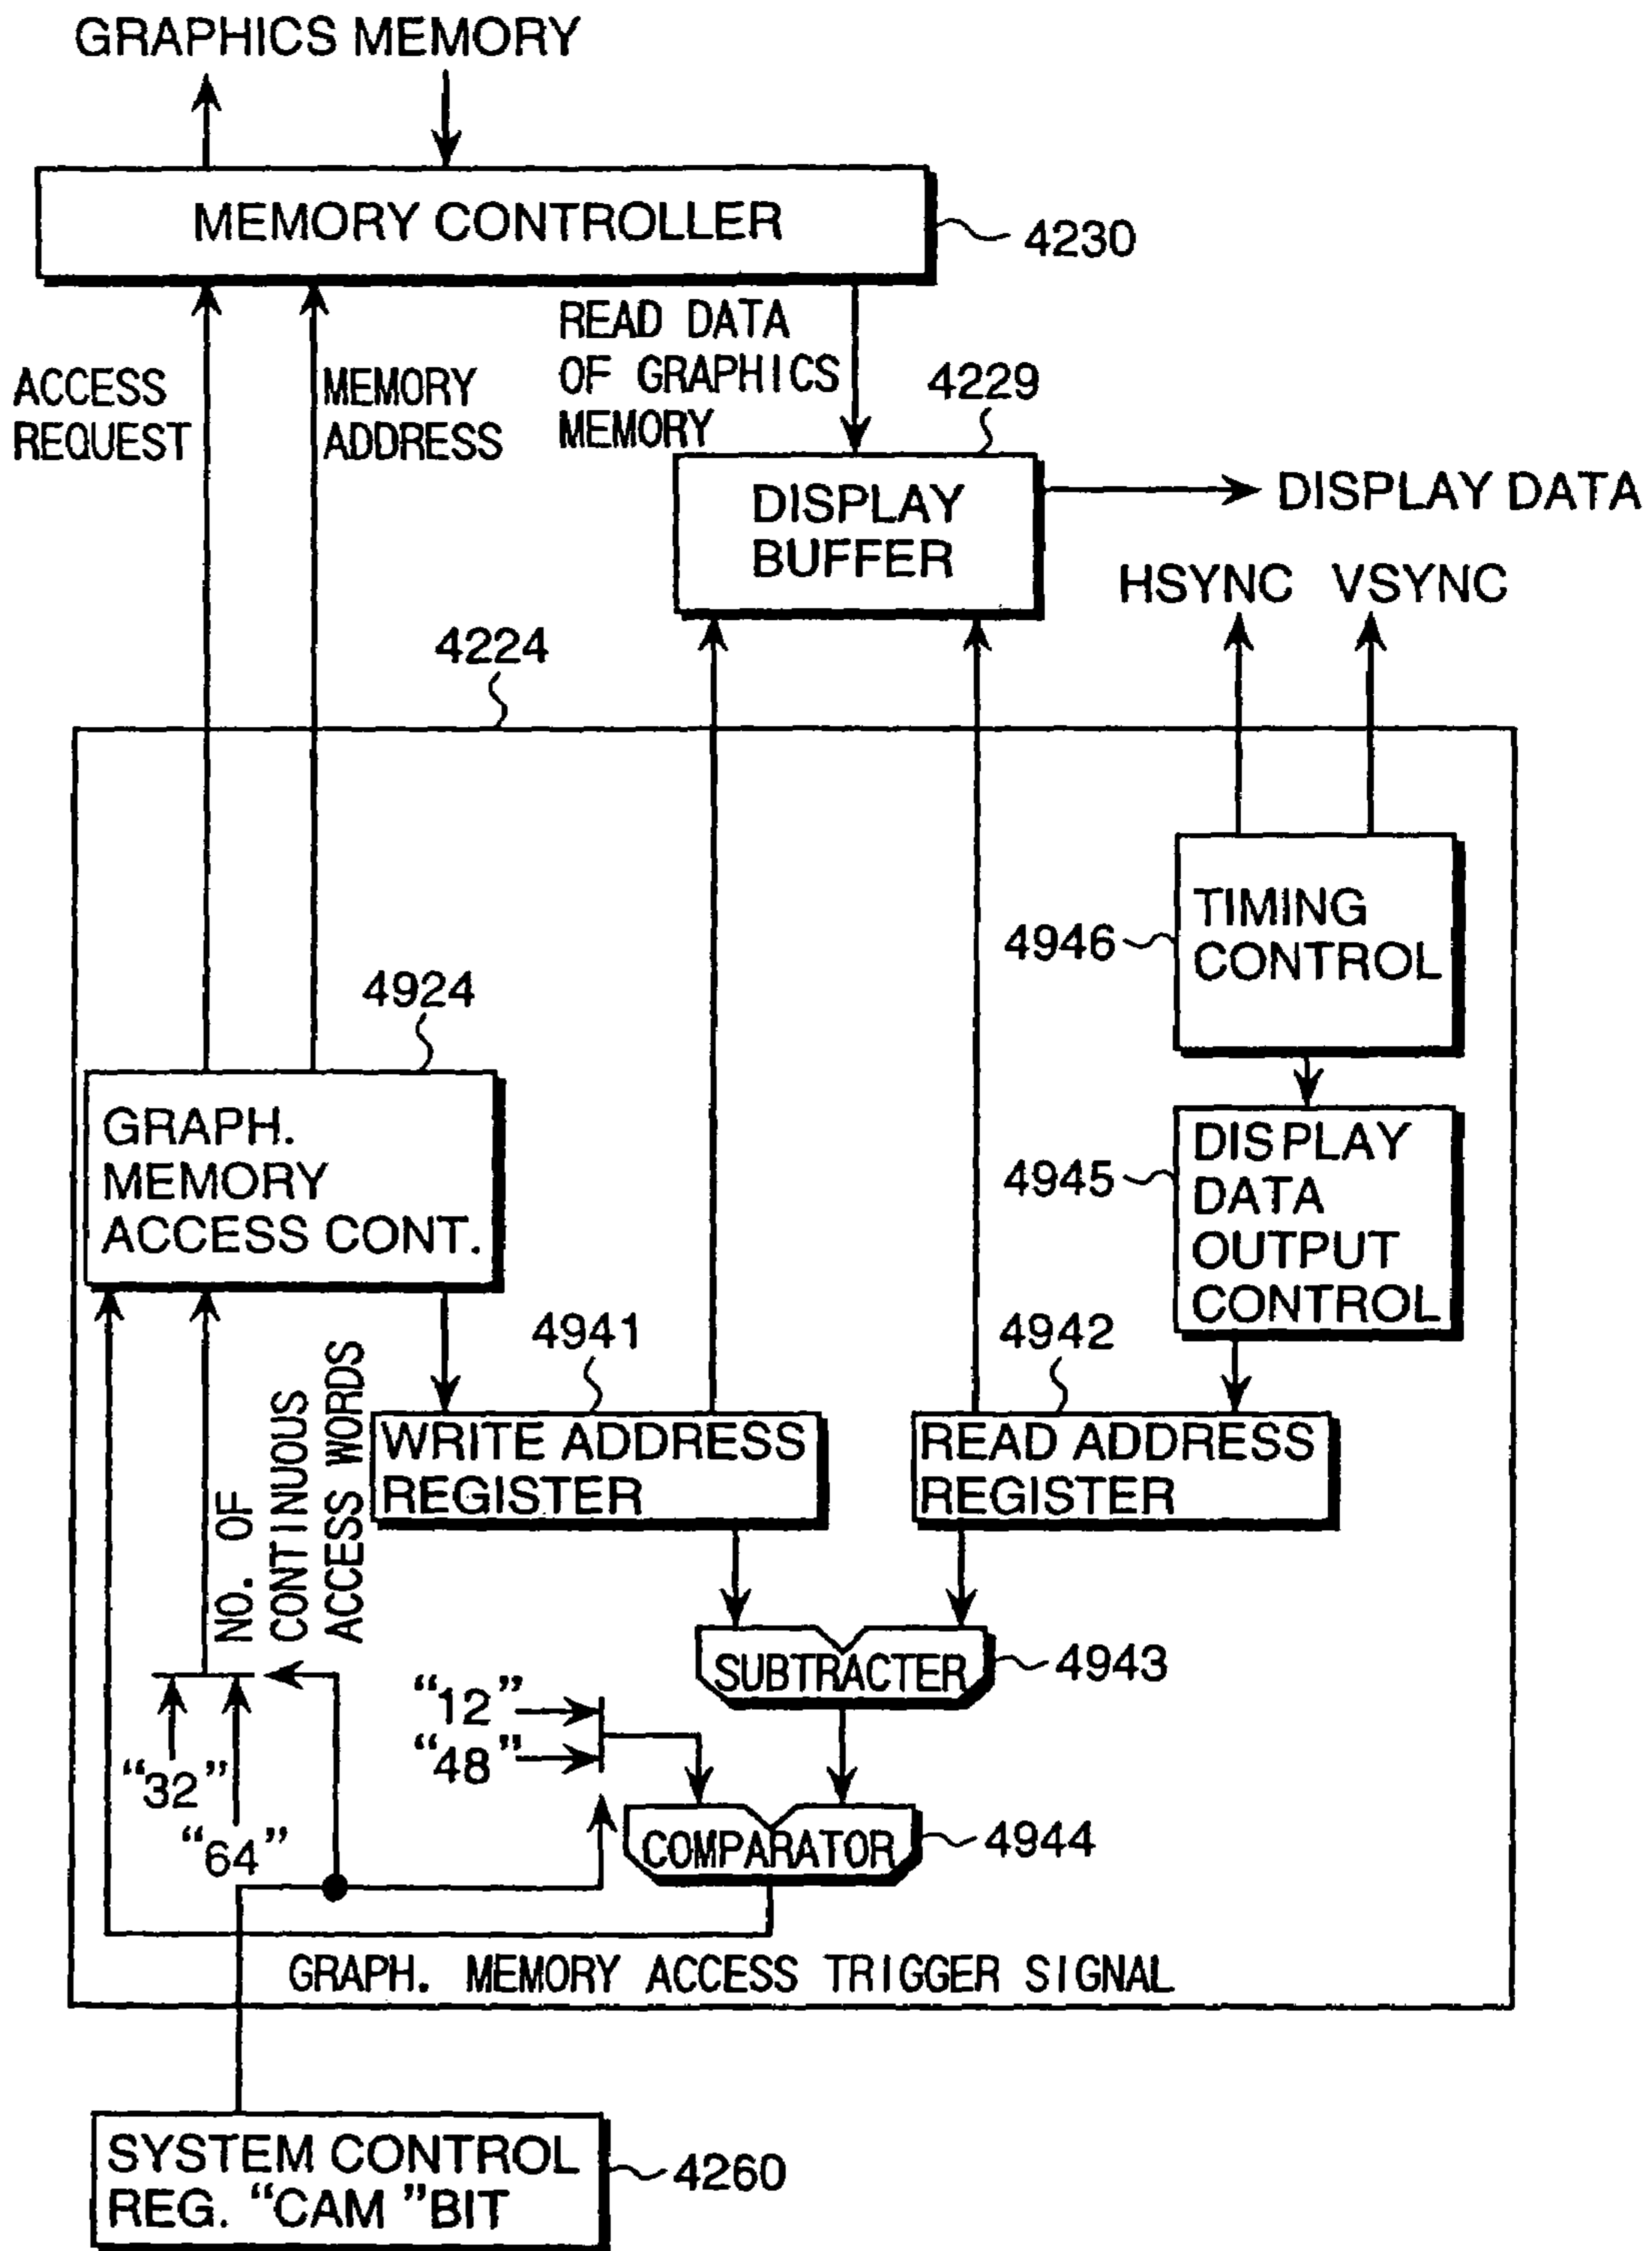 GRAPHICS MEMORY
MEMORY CONTROLLER
4230
ACCESS
REQUEST
MEMORY
ADDRESS
READ DATA
OF GRAPHICS
MEMORY
4229
DISPLAY
BUFFER
DISPLAY DATA
HSYNC
VSYNC
4224
TIMING
CONTROL
4946
4924
GRAPH.
MEMORY
ACCESS CONT.
DISPLAY
DATA
OUTPUT
CONTROL
4945
4941
4942
WRITE ADDRESS
REGISTER
READ ADDRESS
REGISTER
NO. OF
CONTINUOUS
ACCESS WORDS
SUBTRACTER
4943
“12”
“48”
“32”
“64”
COMPARATOR
4944
GRAPH. MEMORY ACCESS TRIGGER SIGNAL
SYSTEM CONTROL
REG. “CAM ”BIT
4260